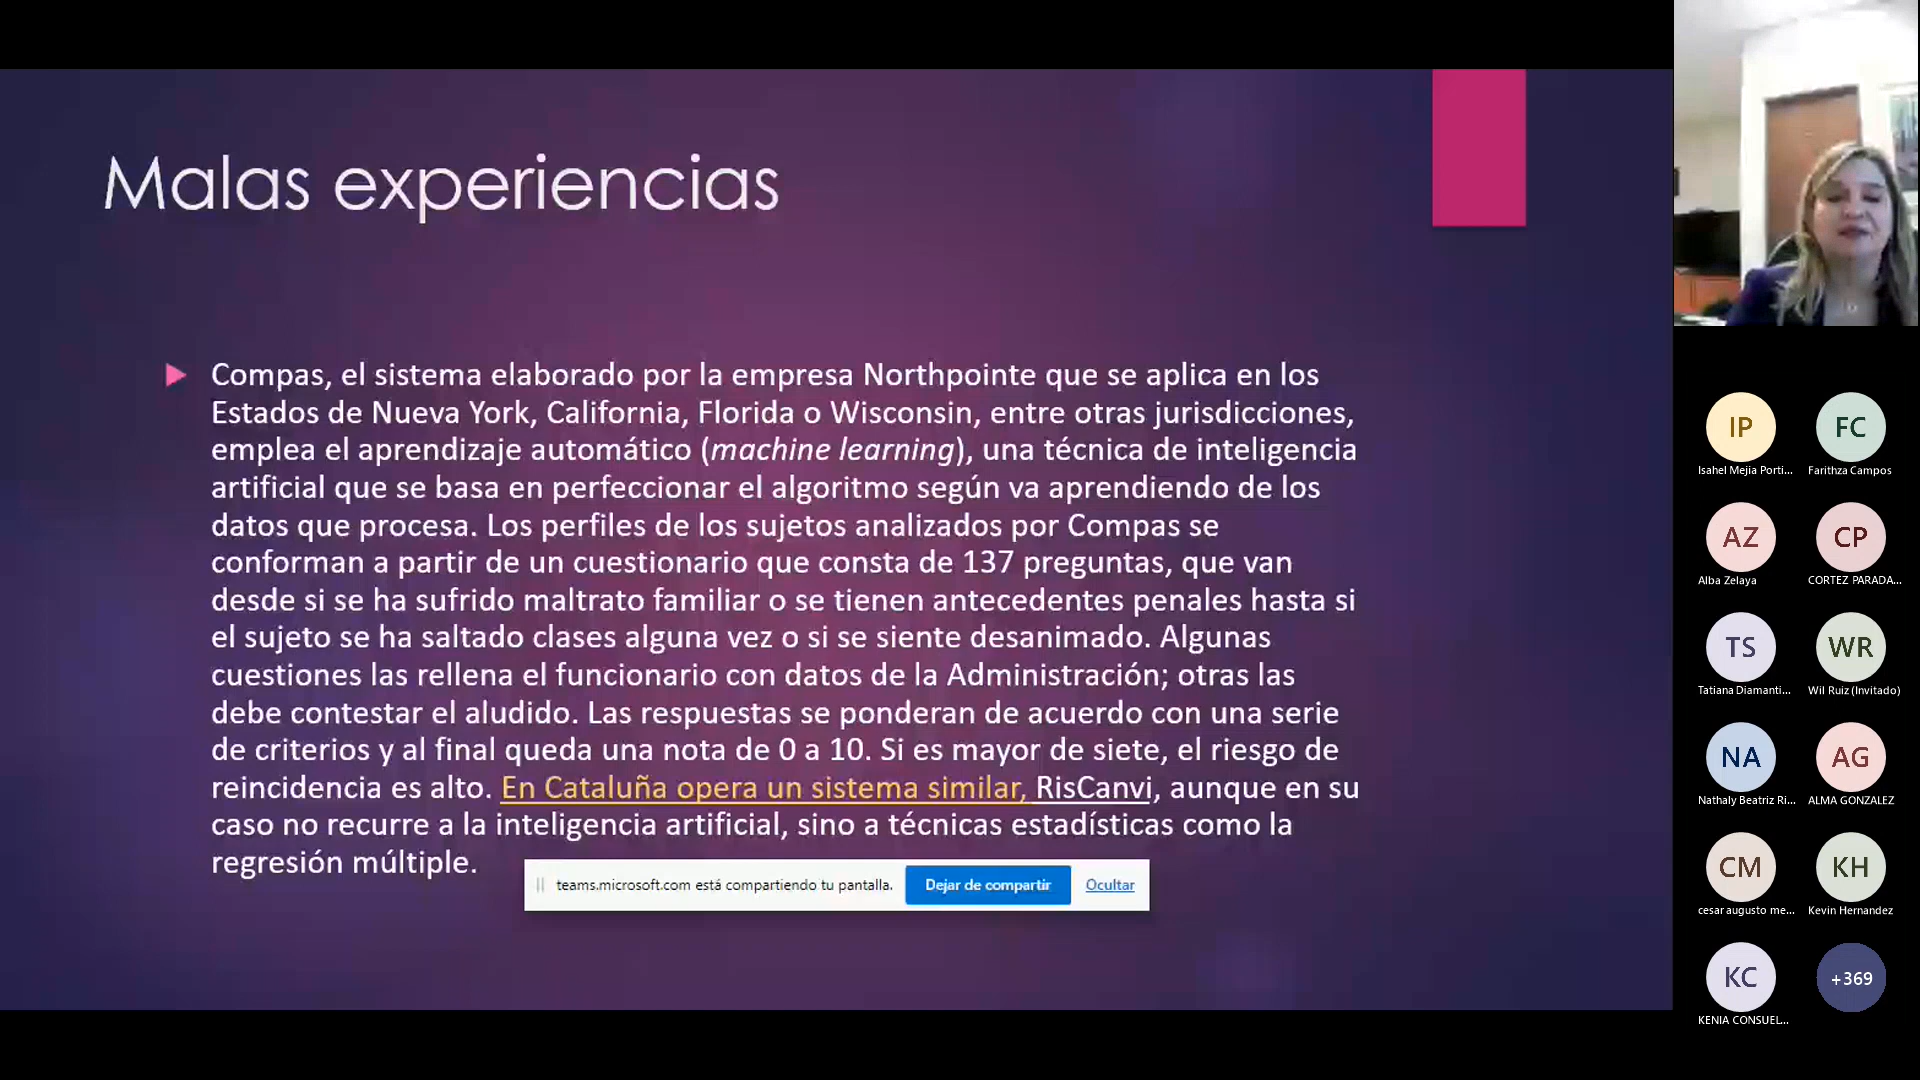 Malas experiencias
Compas, el sistema elaborado por la empresa Northpointe que se aplica en los
Estados de Nueva York, California, Florida o Wisconsin, entre otras jurisdicciones,
emplea el aprendizaje automático (machine learning), una técnica de inteligencia
artificial que se basa en perfeccionar el algoritmo según va aprendiendo de los
datos que procesa. Los perfiles de los sujetos analizados por Compas se
conforman a partir de un cuestionario que consta de 137 preguntas, que van
desde si se ha sufrido maltrato familiar o se tienen antecedentes penales hasta si
el sujeto se ha saltado clases alguna vez o si se siente desanimado. Algunas
cuestiones las rellena el funcionario con datos de la Administración; otras las
debe contestar el aludido. Las respuestas se ponderan de acuerdo con una serie
de criterios y al final queda una nota de 0 a 10. Si es mayor de siete, el riesgo de
reincidencia es alto. En Cataluña opera un sistema similar, RisCanvi, aunque en su
caso no recurre a la inteligencia artificial, sino a técnicas estadísticas como la
regresión múltiple.
teams.microsoft.com está compartiendo tu pantalla.
Dejar de compartir
Ocultar
IP
FC
Isahel Mejia Porti...
Farithza Campos
AZ
CP
Alba Zelaya
CORTEZ PARADA...
TS
WR
Tatiana Diamanti...
Wil Ruiz (Invitado)
NA
AG
Nathaly Beatriz Ri...
ALMA GONZALEZ
CM
KH
cesar augusto me...
Kevin Hernandez
KC
+369
KENIA CONSUEL...